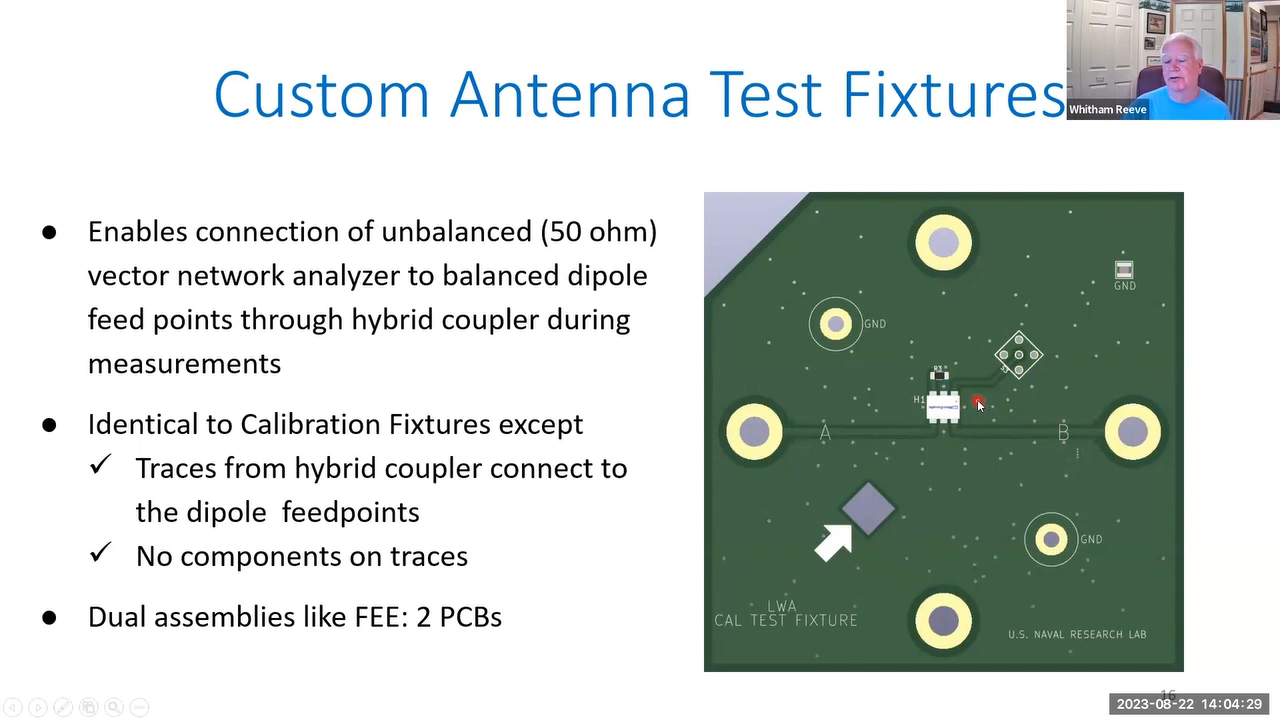 Custom Antenna Test Fixtures
Whitham Reeve
● Enables connection of unbalanced (50 ohm)
vector network analyzer to balanced dipole
feed points through hybrid coupler during
measurements
● Identical to Calibration Fixtures except
✓ Traces from hybrid coupler connect to
the dipole feedpoints
✓ No components on traces
● Dual assemblies like FEE: 2 PCBs
GND
GND
R3
H1
A
B
GND
LWA
CAL TEST FIXTURE
U.S. NAVAL RESEARCH LAB
16
2023-08-22 14:04:29